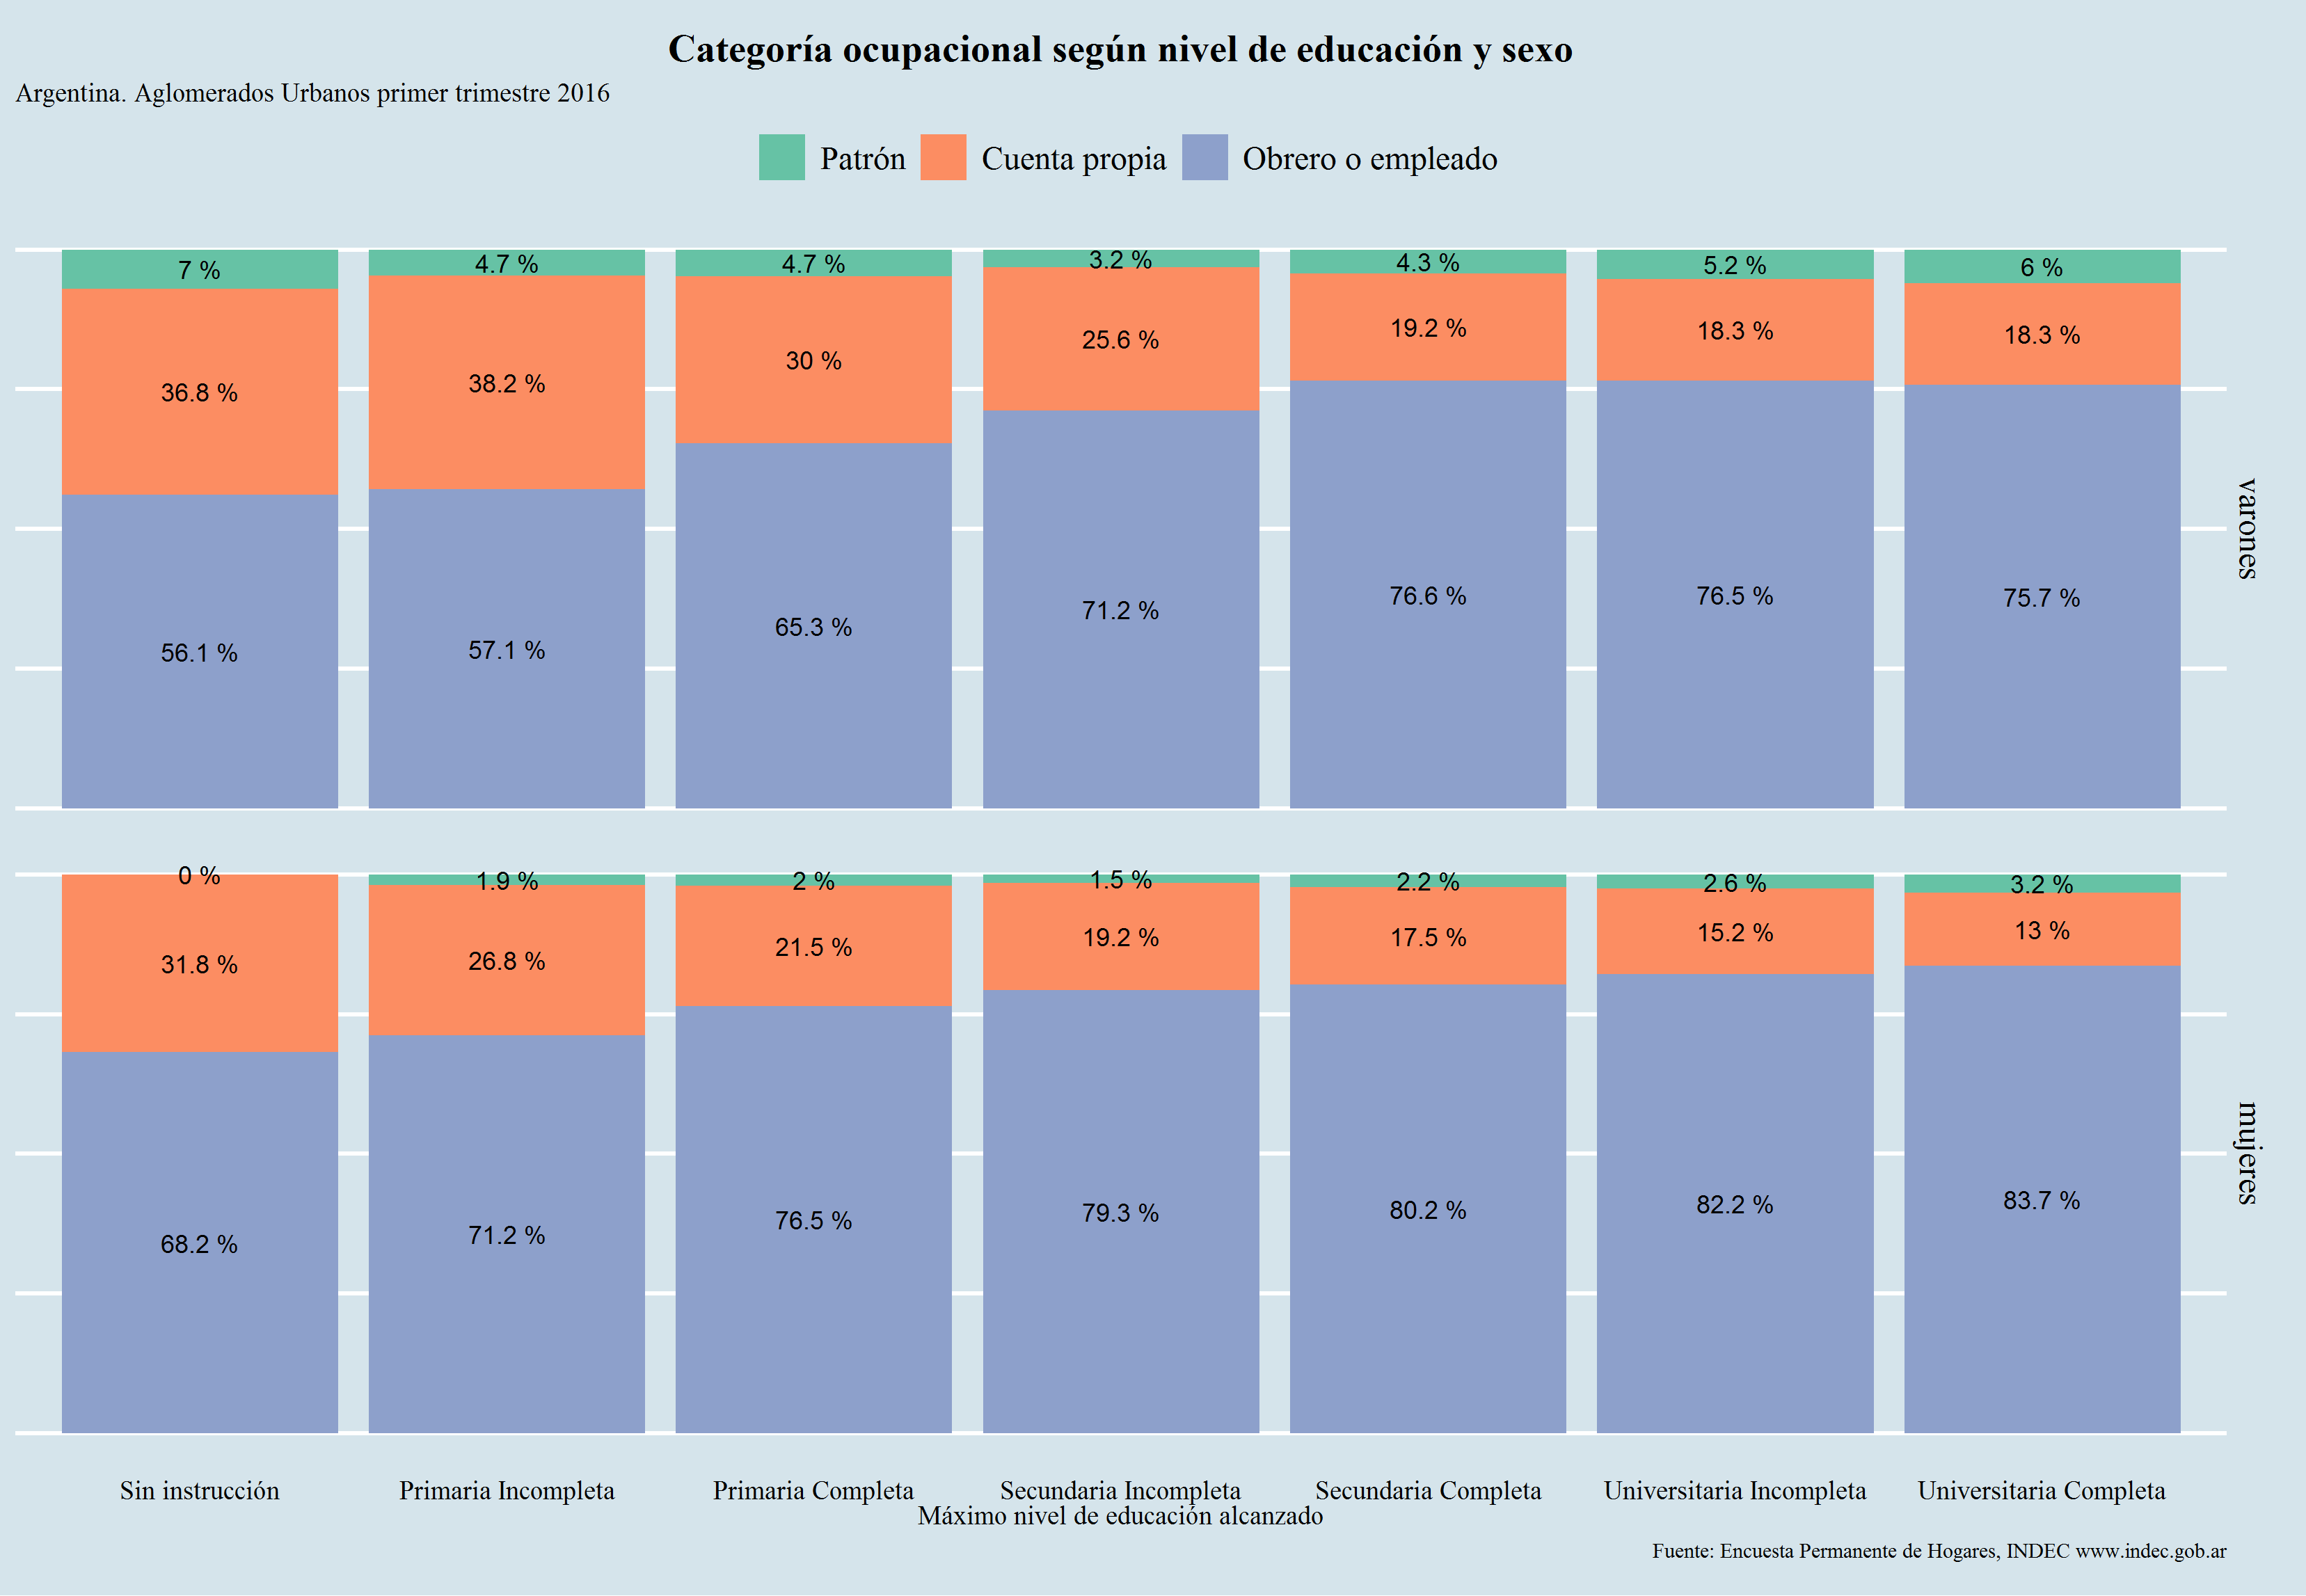 Categoría ocupacional según nivel de educación y sexo
Argentina. Aglomerados Urbanos primer trimestre 2016
Patrón Cuenta propia Obrero o empleado
7 % 4.7 % 4.7 % 3.2 % 4.3 % 5.2 % 6 %
36.8 % 38.2 % 30 % 25.6 % 19.2 % 18.3 % 18.3 %
56.1 % 57.1 % 65.3 % 71.2 % 76.6 % 76.5 % 75.7 %
varones
0 % 1.9 % 2 % 1.5 % 2.2 % 2.6 % 3.2 %
31.8 % 26.8 % 21.5 % 19.2 % 17.5 % 15.2 % 13 %
68.2 % 71.2 % 76.5 % 79.3 % 80.2 % 82.2 % 83.7 %
mujeres
Sin instrucción Primaria Incompleta Primaria Completa Secundaria Incompleta Secundaria Completa Universitaria Incompleta Universitaria Completa
Máximo nivel de educación alcanzado
Fuente: Encuesta Permanente de Hogares, INDEC www.indec.gob.ar